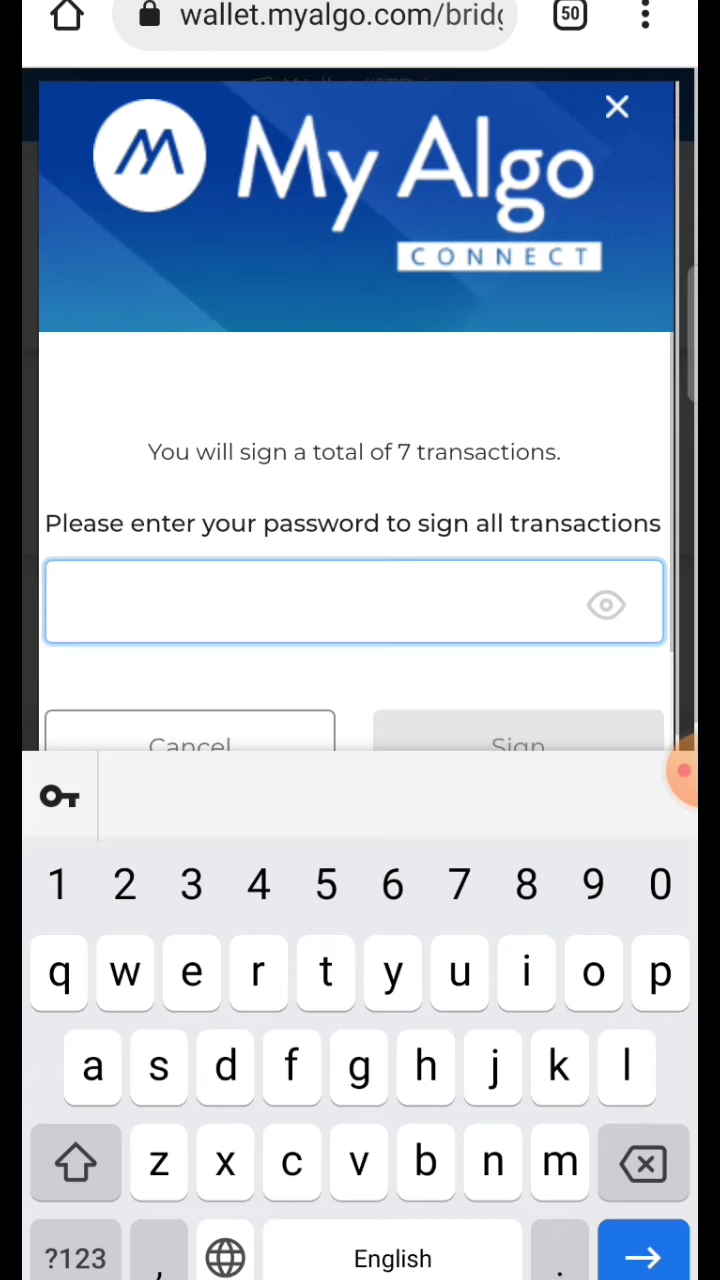 wallet.myalgo.com/bridg
50
My Algo
CONNECT
You will sign a total of 7 transactions.
Please enter your password to sign all transactions
Cancel
Sign
1 2 3 4 5 6 7 8 9 0
q w e r t y u i o p
a s d f g h j k l
z x c v b n m
?123 , English .